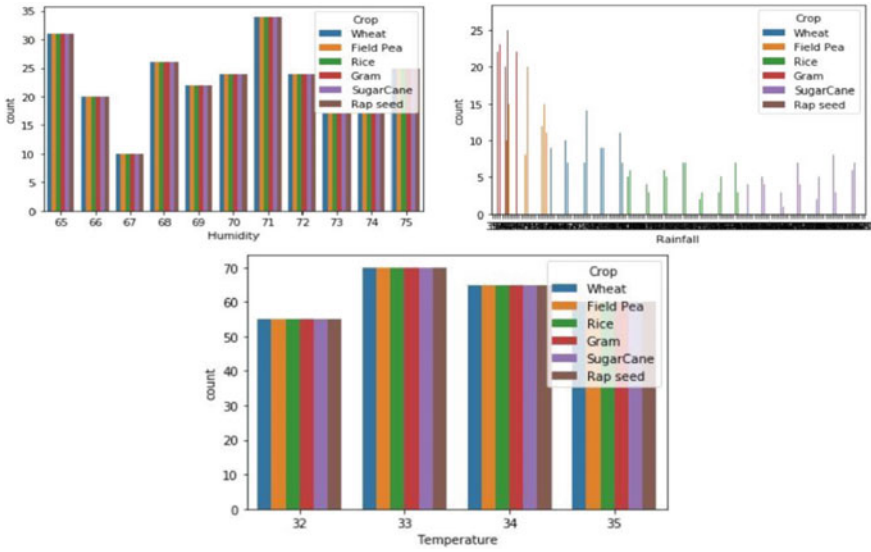 35
30
25
20
15
10
5
0
count
65 66 67 68 69 70 71 72 73 74 75
Humidity
Crop
Wheat
Field Pea
Rice
Gram
SugarCane
Rap seed
25
20
15
10
5
0
count
Rainfall
Crop
Wheat
Field Pea
Rice
Gram
SugarCane
Rap seed
70
60
50
40
30
20
10
0
count
32 33 34 35
Temperature
Crop
Wheat
Field Pea
Rice
Gram
SugarCane
Rap seed